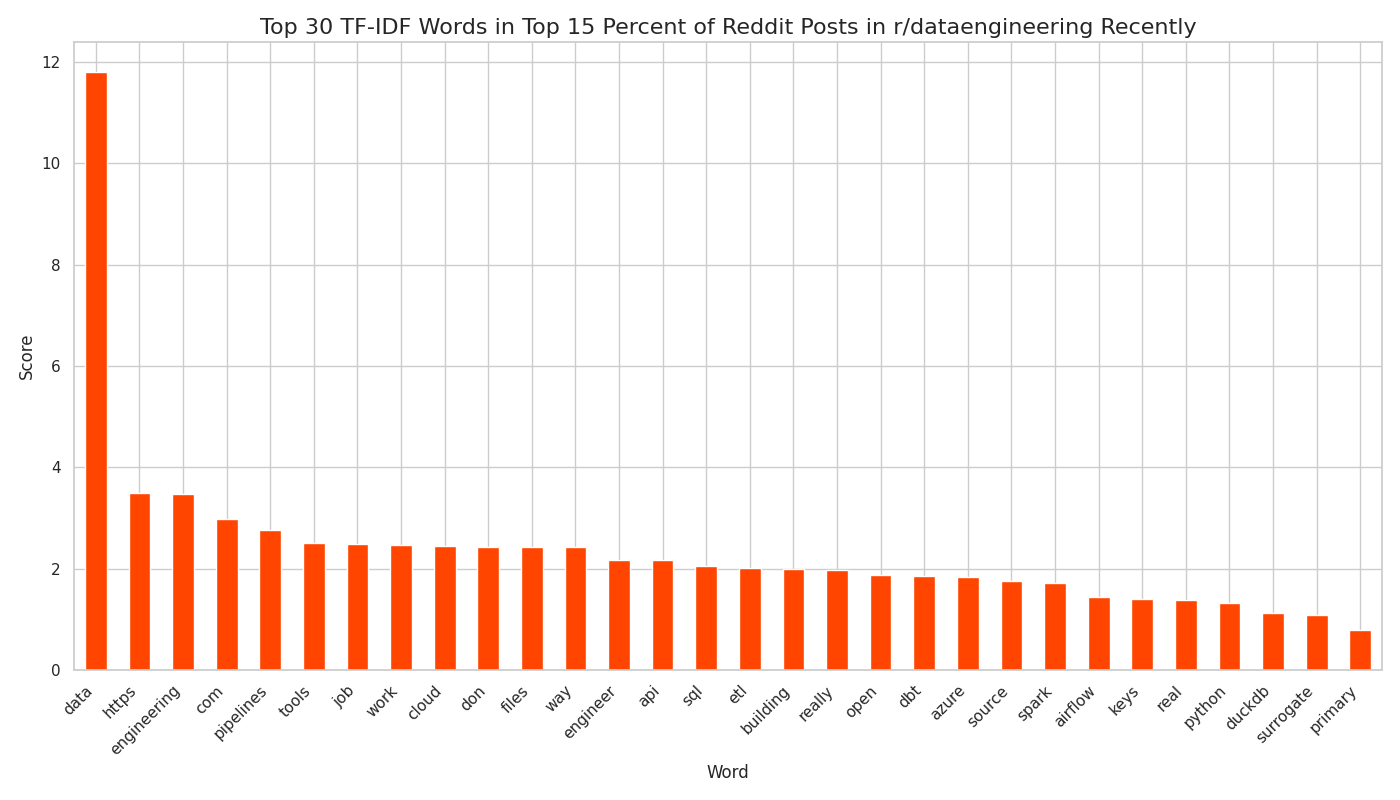 Top 30 TF-IDF Words in Top 15 Percent of Reddit Posts in r/dataengineering Recently
12
10
8
6
4
2
0
Score
data
https
engineering
com
pipelines
tools
job
work
cloud
don
files
way
engineer
api
sql
etl
building
really
open
dbt
azure
source
spark
airflow
keys
real
python
duckdb
surrogate
primary
Word